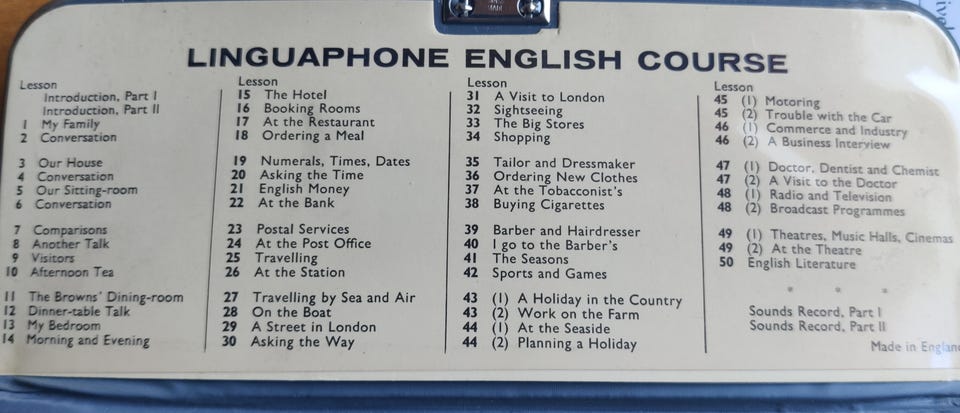 LINGUAPHONE ENGLISH COURSE
Lesson
Introduction, Part I
Introduction, Part II
1 My Family
2 Conversation
3 Our House
4 Conversation
5 Our Sitting-room
6 Conversation
7 Comparisons
8 Another Talk
9 Visitors
10 Afternoon Tea
11 The Browns' Dining-room
12 Dinner-table Talk
13 My Bedroom
14 Morning and Evening
Lesson
15 The Hotel
16 Booking Rooms
17 At the Restaurant
18 Ordering a Meal
19 Numerals, Times, Dates
20 Asking the Time
21 English Money
22 At the Bank
23 Postal Services
24 At the Post Office
25 Travelling
26 At the Station
27 Travelling by Sea and Air
28 On the Boat
29 A Street in London
30 Asking the Way
Lesson
31 A Visit to London
32 Sightseeing
33 The Big Stores
34 Shopping
35 Tailor and Dressmaker
36 Ordering New Clothes
37 At the Tobacconist's
38 Buying Cigarettes
39 Barber and Hairdresser
40 I go to the Barber's
41 The Seasons
42 Sports and Games
43 (1) A Holiday in the Country
43 (2) Work on the Farm
44 (1) At the Seaside
44 (2) Planning a Holiday
Lesson
45 (1) Motoring
45 (2) Trouble with the Car
46 (1) Commerce and Industry
46 (2) A Business Interview
47 (1) Doctor, Dentist and Chemist
47 (2) A Visit to the Doctor
48 (1) Radio and Television
48 (2) Broadcast Programmes
49 (1) Theatres, Music Halls, Cinemas
49 (2) At the Theatre
50 English Literature
* * *
Sounds Record, Part I
Sounds Record, Part II
Made in England